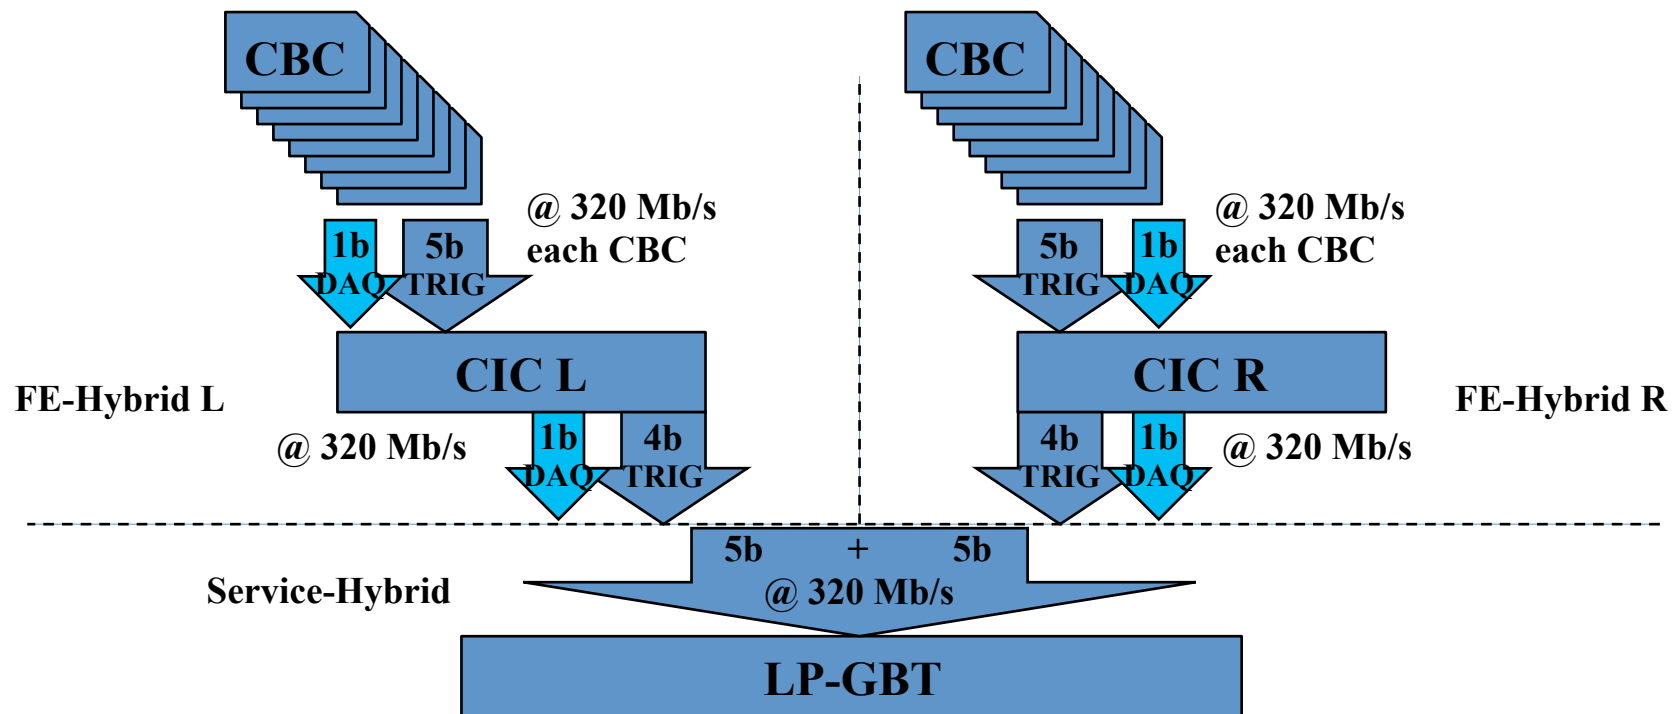 CBC
CBC
@ 320 Mb/s
each CBC
@ 320 Mb/s
each CBC
1b
DAQ
5b
TRIG
5b
TRIG
1b
DAQ
CIC L
CIC R
FE-Hybrid L
FE-Hybrid R
@ 320 Mb/s
1b
DAQ
4b
TRIG
4b
TRIG
1b
DAQ
@ 320 Mb/s
5b + 5b
@ 320 Mb/s
Service-Hybrid
LP-GBT